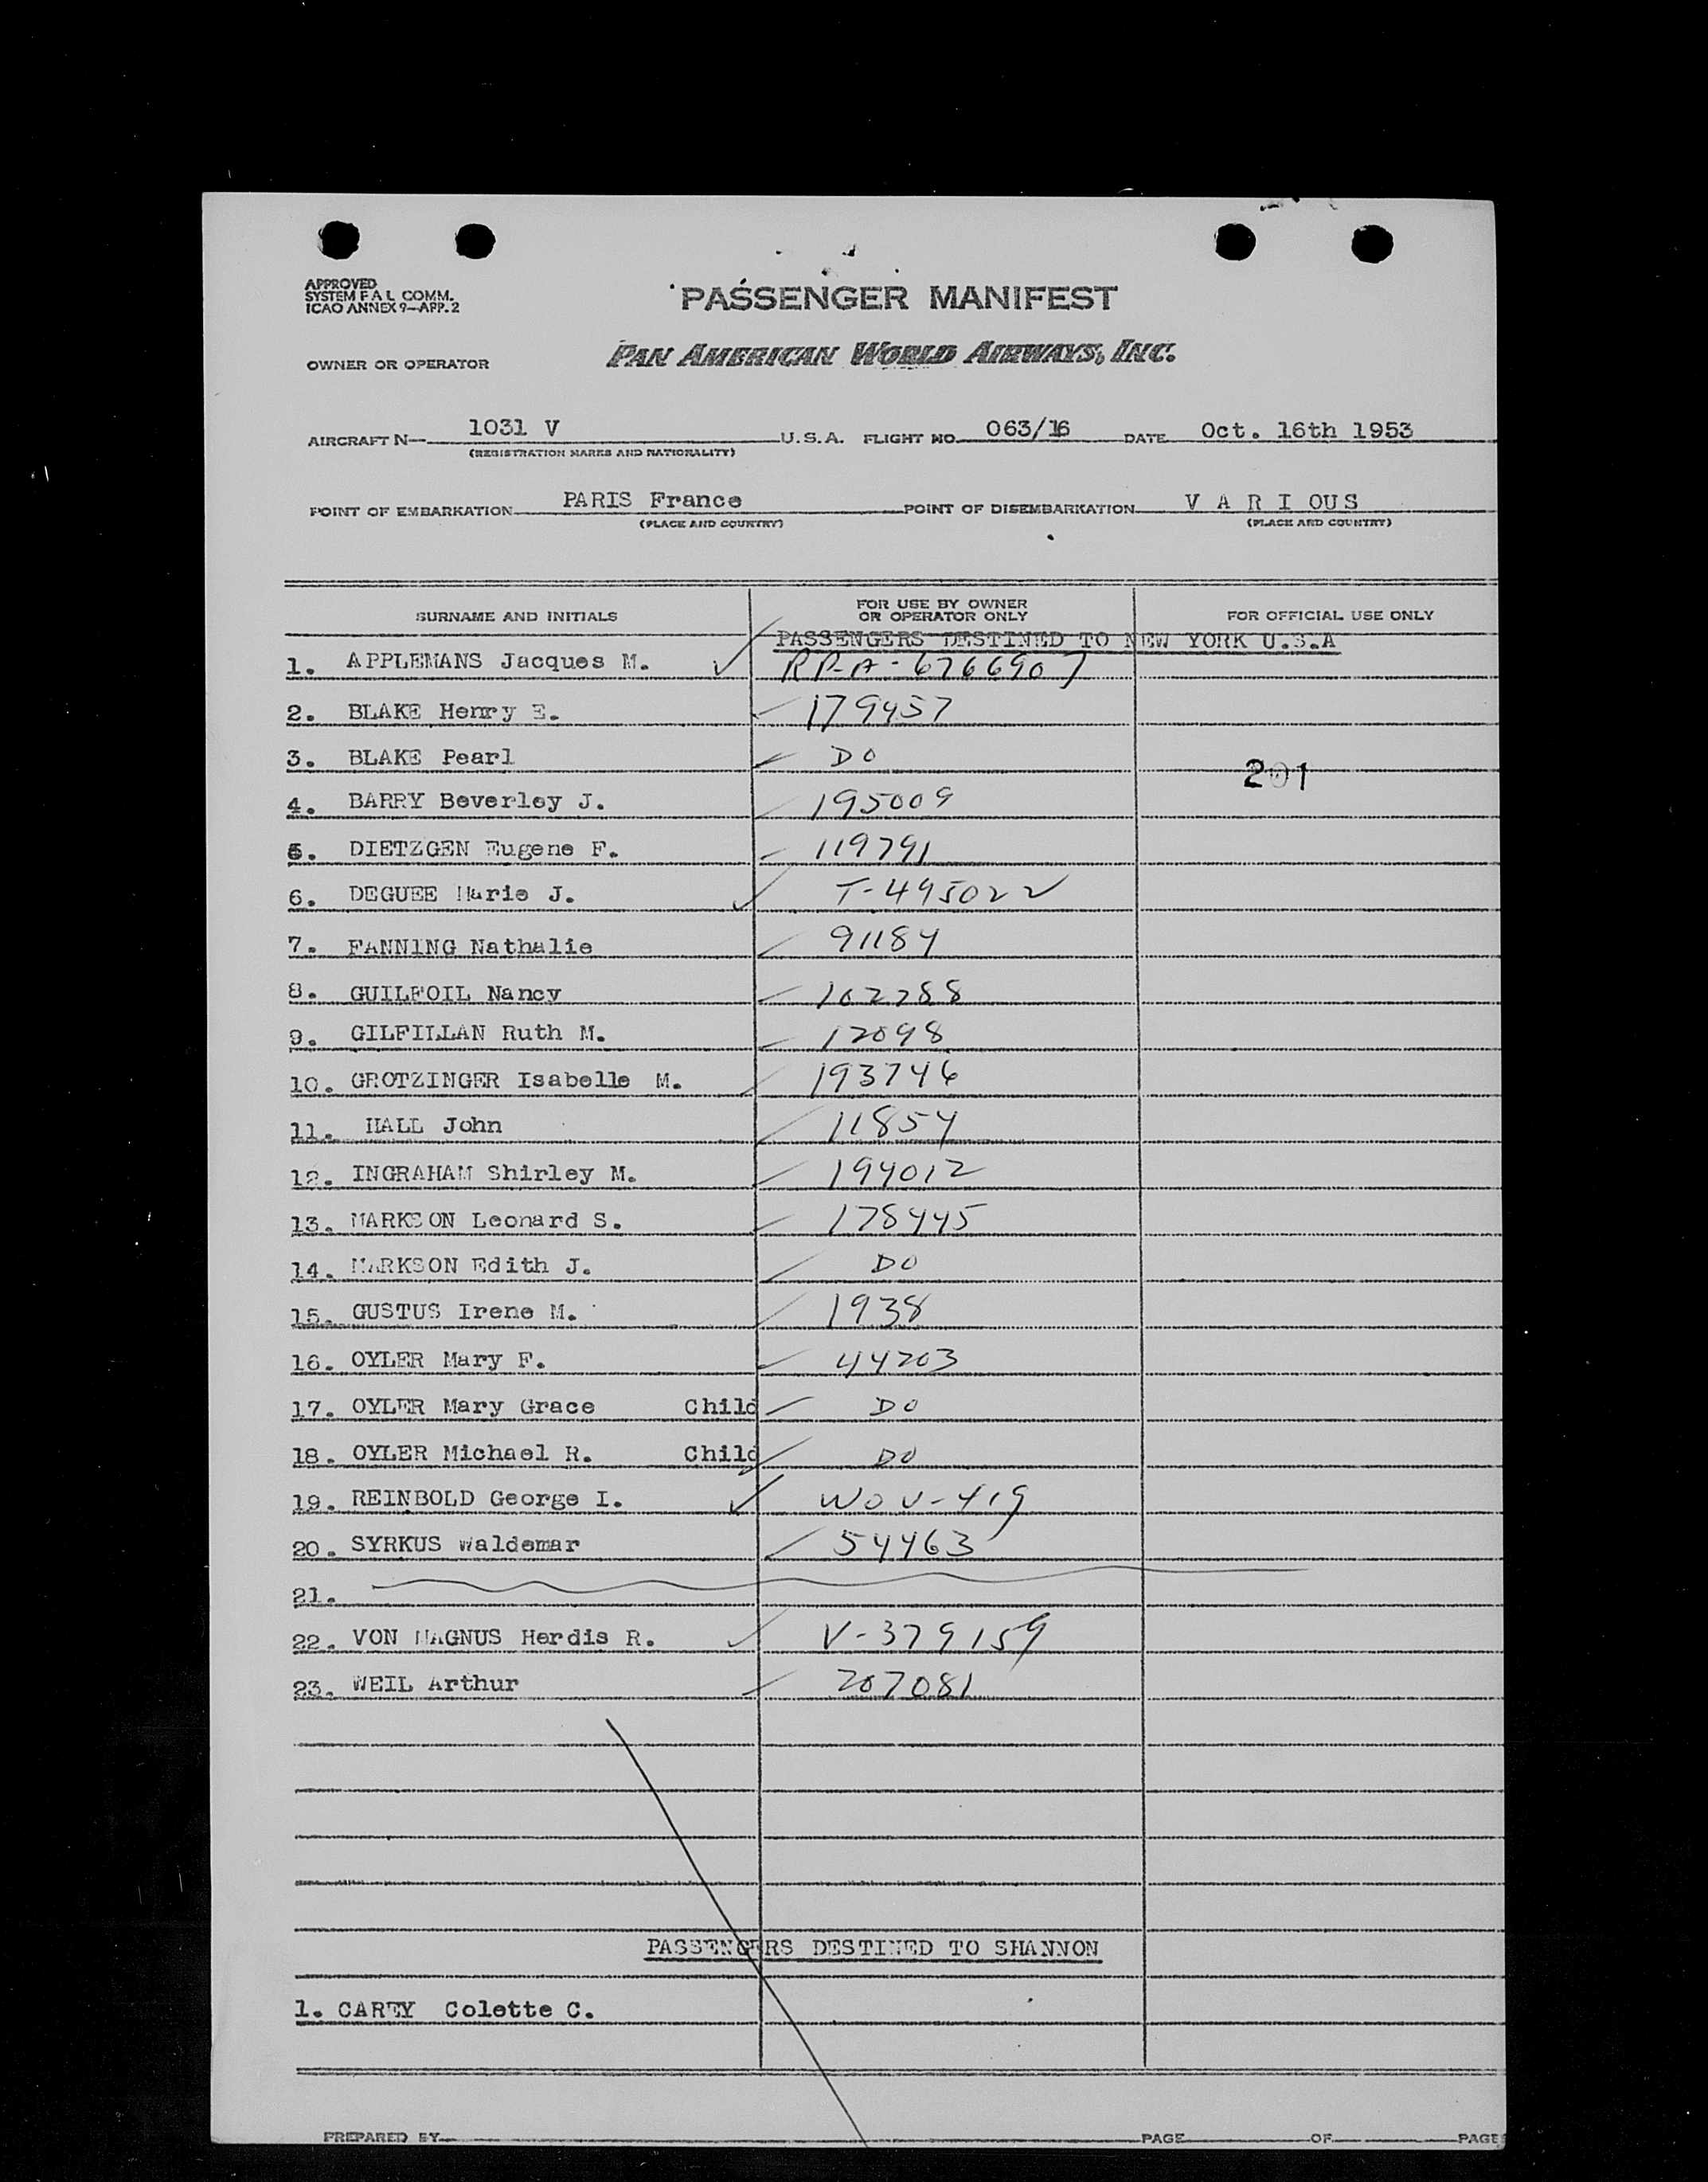 APPROVED
SYSTEM F A L COMM.
ICAO ANNEX 9—APP. 2
PASSENGER MANIFEST
OWNER OR OPERATOR PAN AMERICAN WORLD AIRWAYS, INC.
AIRCRAFT N— 1031 V U.S.A. FLIGHT NO. 063/16 DATE Oct. 16th 1953
(REGISTRATION MARKS AND NATIONALITY)
POINT OF EMBARKATION PARIS France POINT OF DISEMBARKATION V A R I OUS
(PLACE AND COUNTRY) (PLACE AND COUNTRY)
SURNAME AND INITIALS FOR USE BY OWNER OR OPERATOR ONLY FOR OFFICIAL USE ONLY
PASSENGERS DESTINED TO NEW YORK U.S.A
1. APPLEMANS Jacques M. RP-A-6766907
2. BLAKE Henry E. 179457
3. BLAKE Pearl DO
201
4. BARRY Beverley J. 195009
5. DIETZGEN Eugene F. 119791
6. DEGUEE Marie J. T-495022
7. FANNING Nathalie 91184
8. GUILFOIL Nancy 102288
9. GILFILLAN Ruth M. 12098
10. GROTZINGER Isabelle M. 193746
11. HALL John 11854
12. INGRAHAM Shirley M. 194012
13. MARKSON Leonard S. 178445
14. MARKSON Edith J. DO
15. GUSTUS Irene M. 1938
16. OYLER Mary F. 44203
17. OYLER Mary Grace Child DO
18. OYLER Michael R. Child DO
19. REINBOLD George I. WOU-419
20. SYRKUS Waldemar 54463
21.
22. VON MAGNUS Herdis R. V-379159
23. WEIL Arthur 207081
PASSENGERS DESTINED TO SHANNON
1. CAREY Colette C.
PREPARED BY PAGE OF PAGES